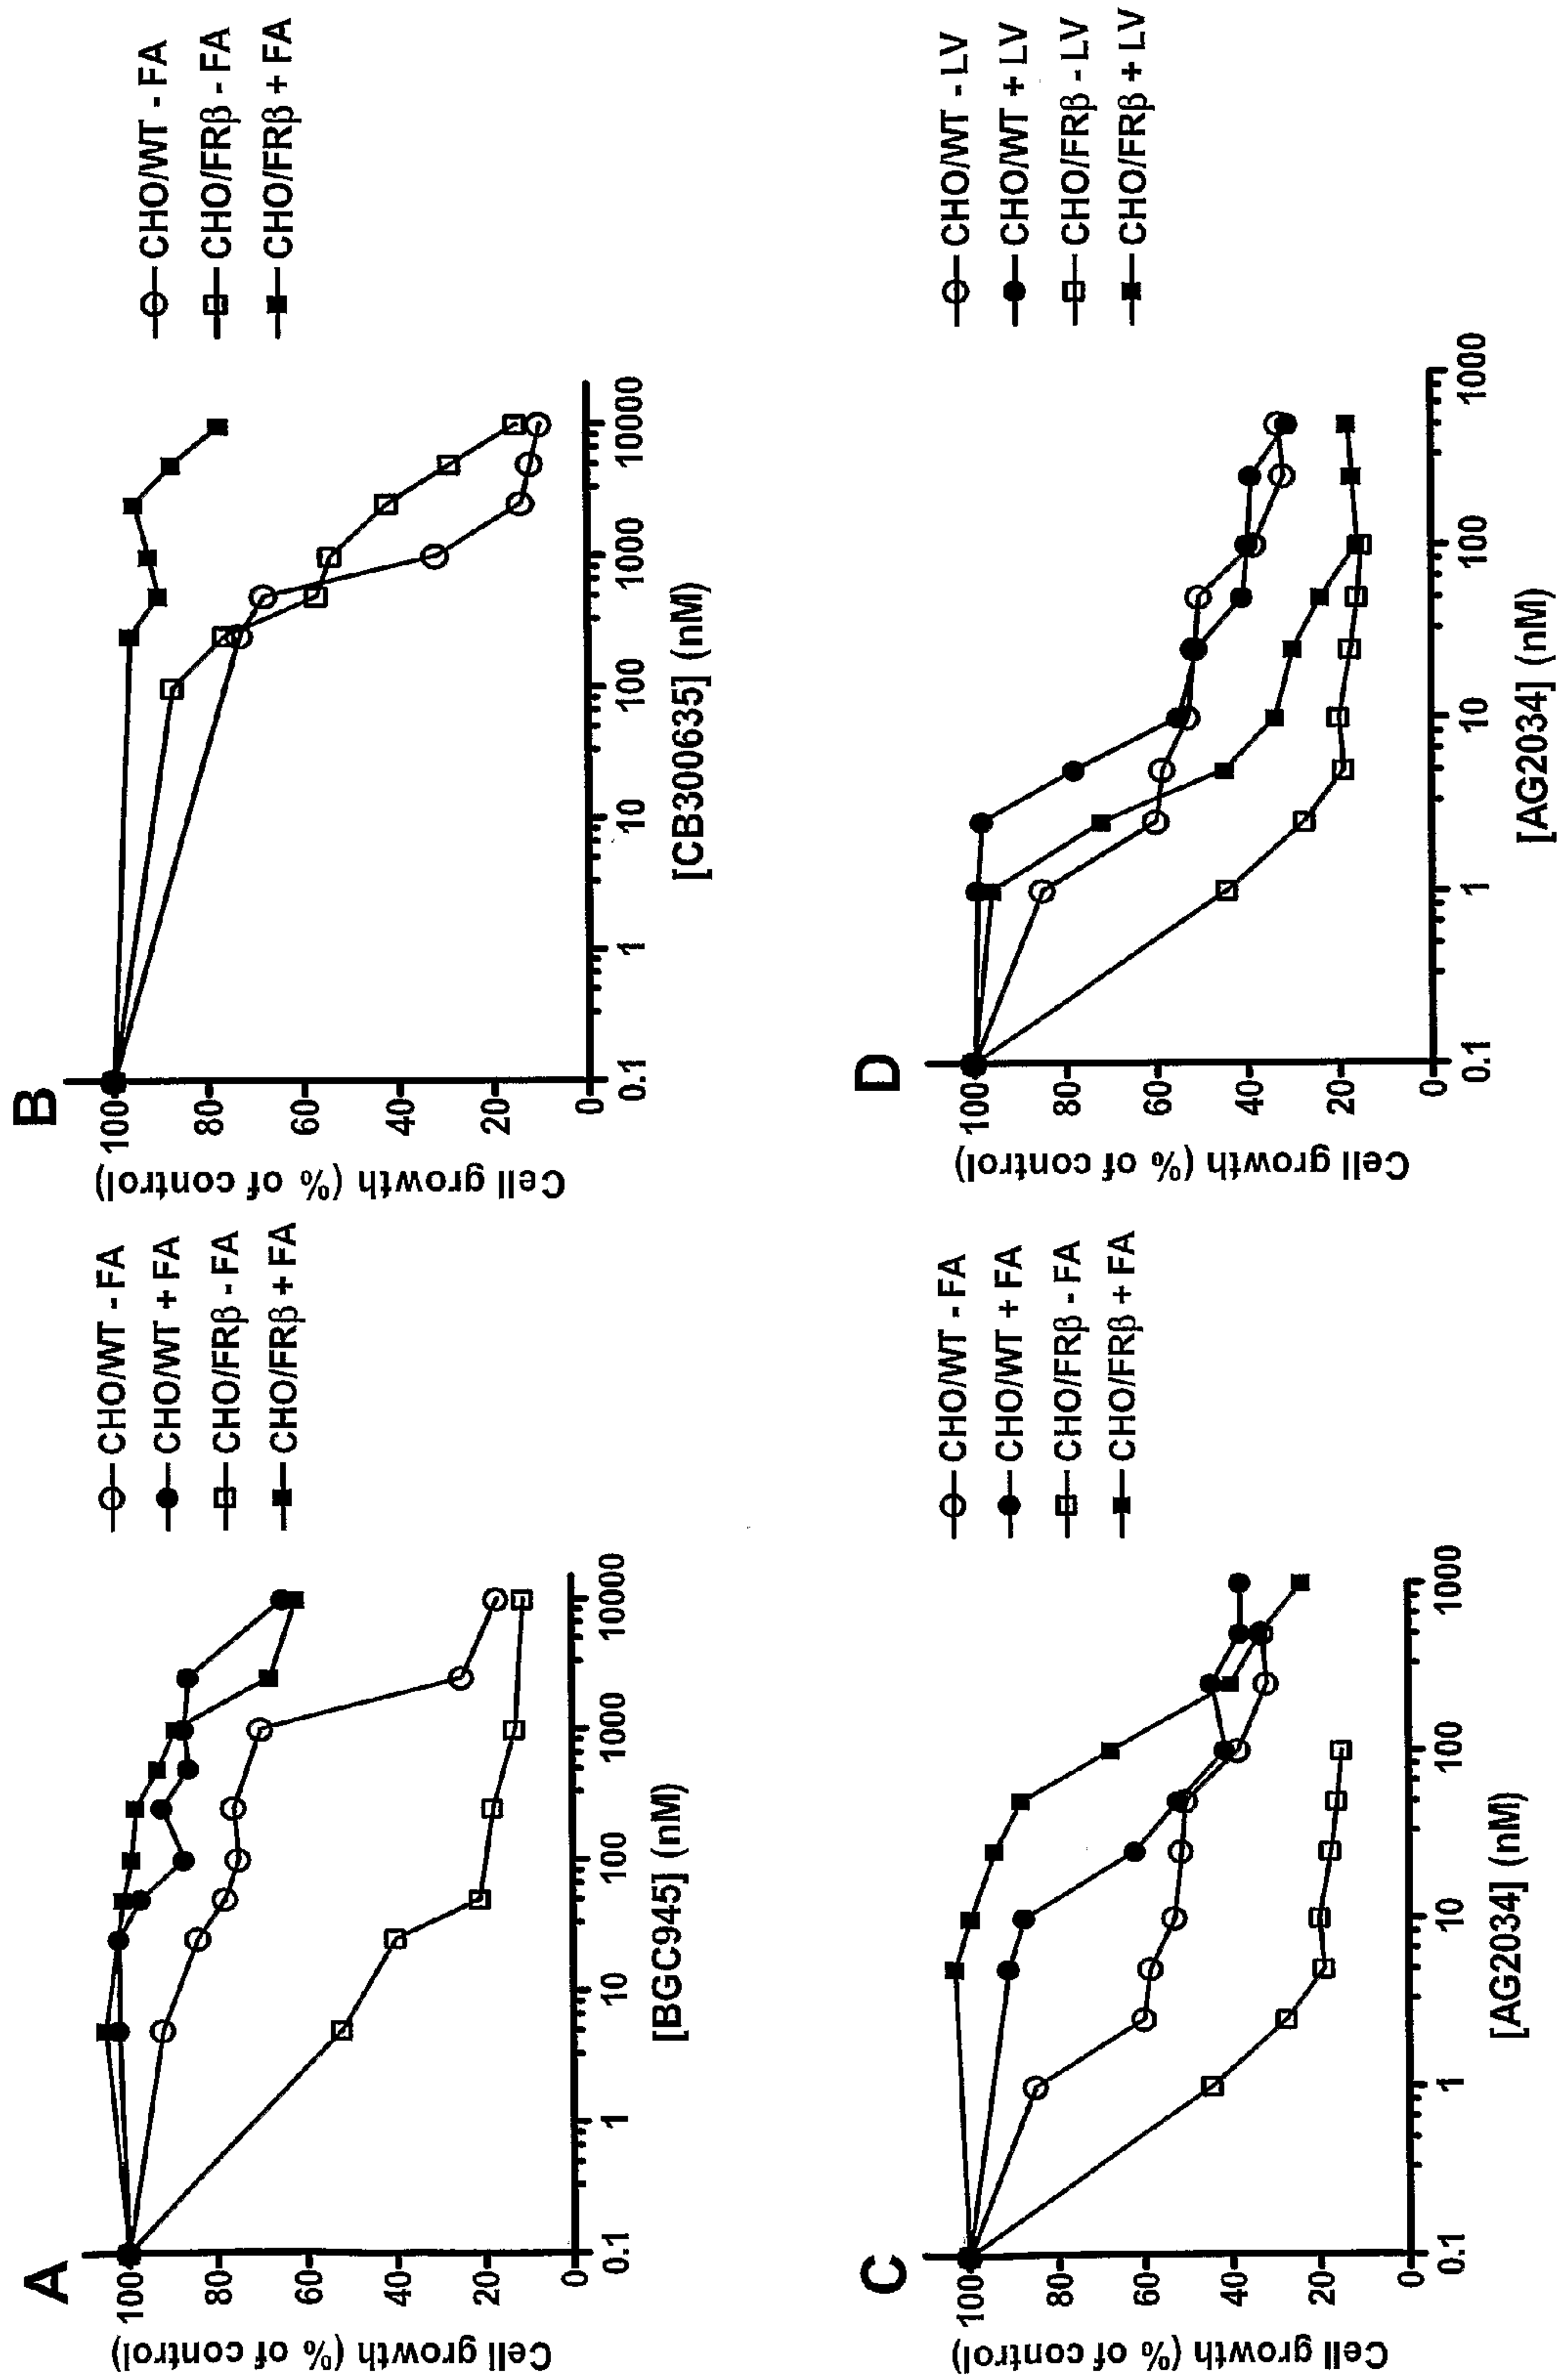 A
Cell growth (% of control)
100
80
60
40
20
0
0.1
1
10
100
1000
10000
[BGC945] (nM)
CHO/WT - FA
CHO/WT + FA
CHO/FRβ - FA
CHO/FRβ + FA
B
Cell growth (% of control)
100
80
60
40
20
0
0.1
1
10
100
1000
10000
[CB300635] (nM)
CHO/WT - FA
CHO/FRβ - FA
CHO/FRβ + FA
C
Cell growth (% of control)
100
80
60
40
20
0
0.1
1
10
100
1000
[AG2034] (nM)
CHO/WT - FA
CHO/WT + FA
CHO/FRβ - FA
CHO/FRβ + FA
D
Cell growth (% of control)
100
80
60
40
20
0
0.1
1
10
100
1000
[AG2034] (nM)
CHO/WT - LV
CHO/WT + LV
CHO/FRβ - LV
CHO/FRβ + LV